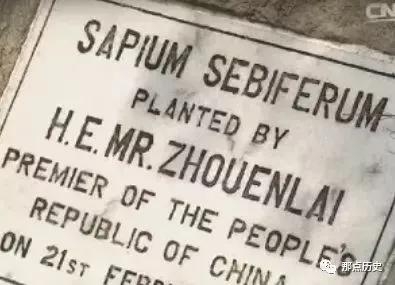 CN
SAPIUM SEBIFERUM
PLANTED BY
H.E.MR. ZHOUENLAI
PREMIER OF THE PEOPLE'S
REPUBLIC OF CHINA
ON 21ST
那点历史